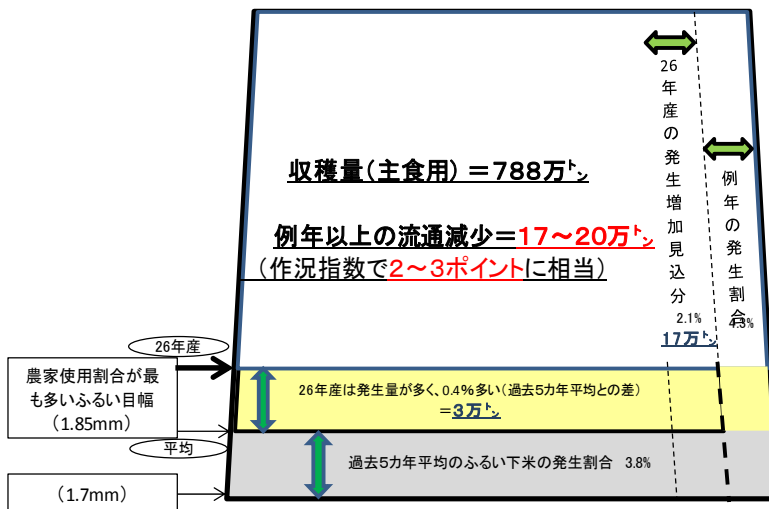 収穫量(主食用)=788万㌧
例年以上の流通減少=17~20万㌧
(作況指数で2~3ポイントに相当)
26年産の発生増加見込分
2.1%
17万㌧
例年の発生割合
4.3%
26年産
農家使用割合が最
も多いふるい目幅
(1.85mm)
26年産は発生量が多く、0.4%多い(過去5カ年平均との差)
=3万㌧
平均
過去5カ年平均のふるい下米の発生割合 3.8%
(1.7mm)